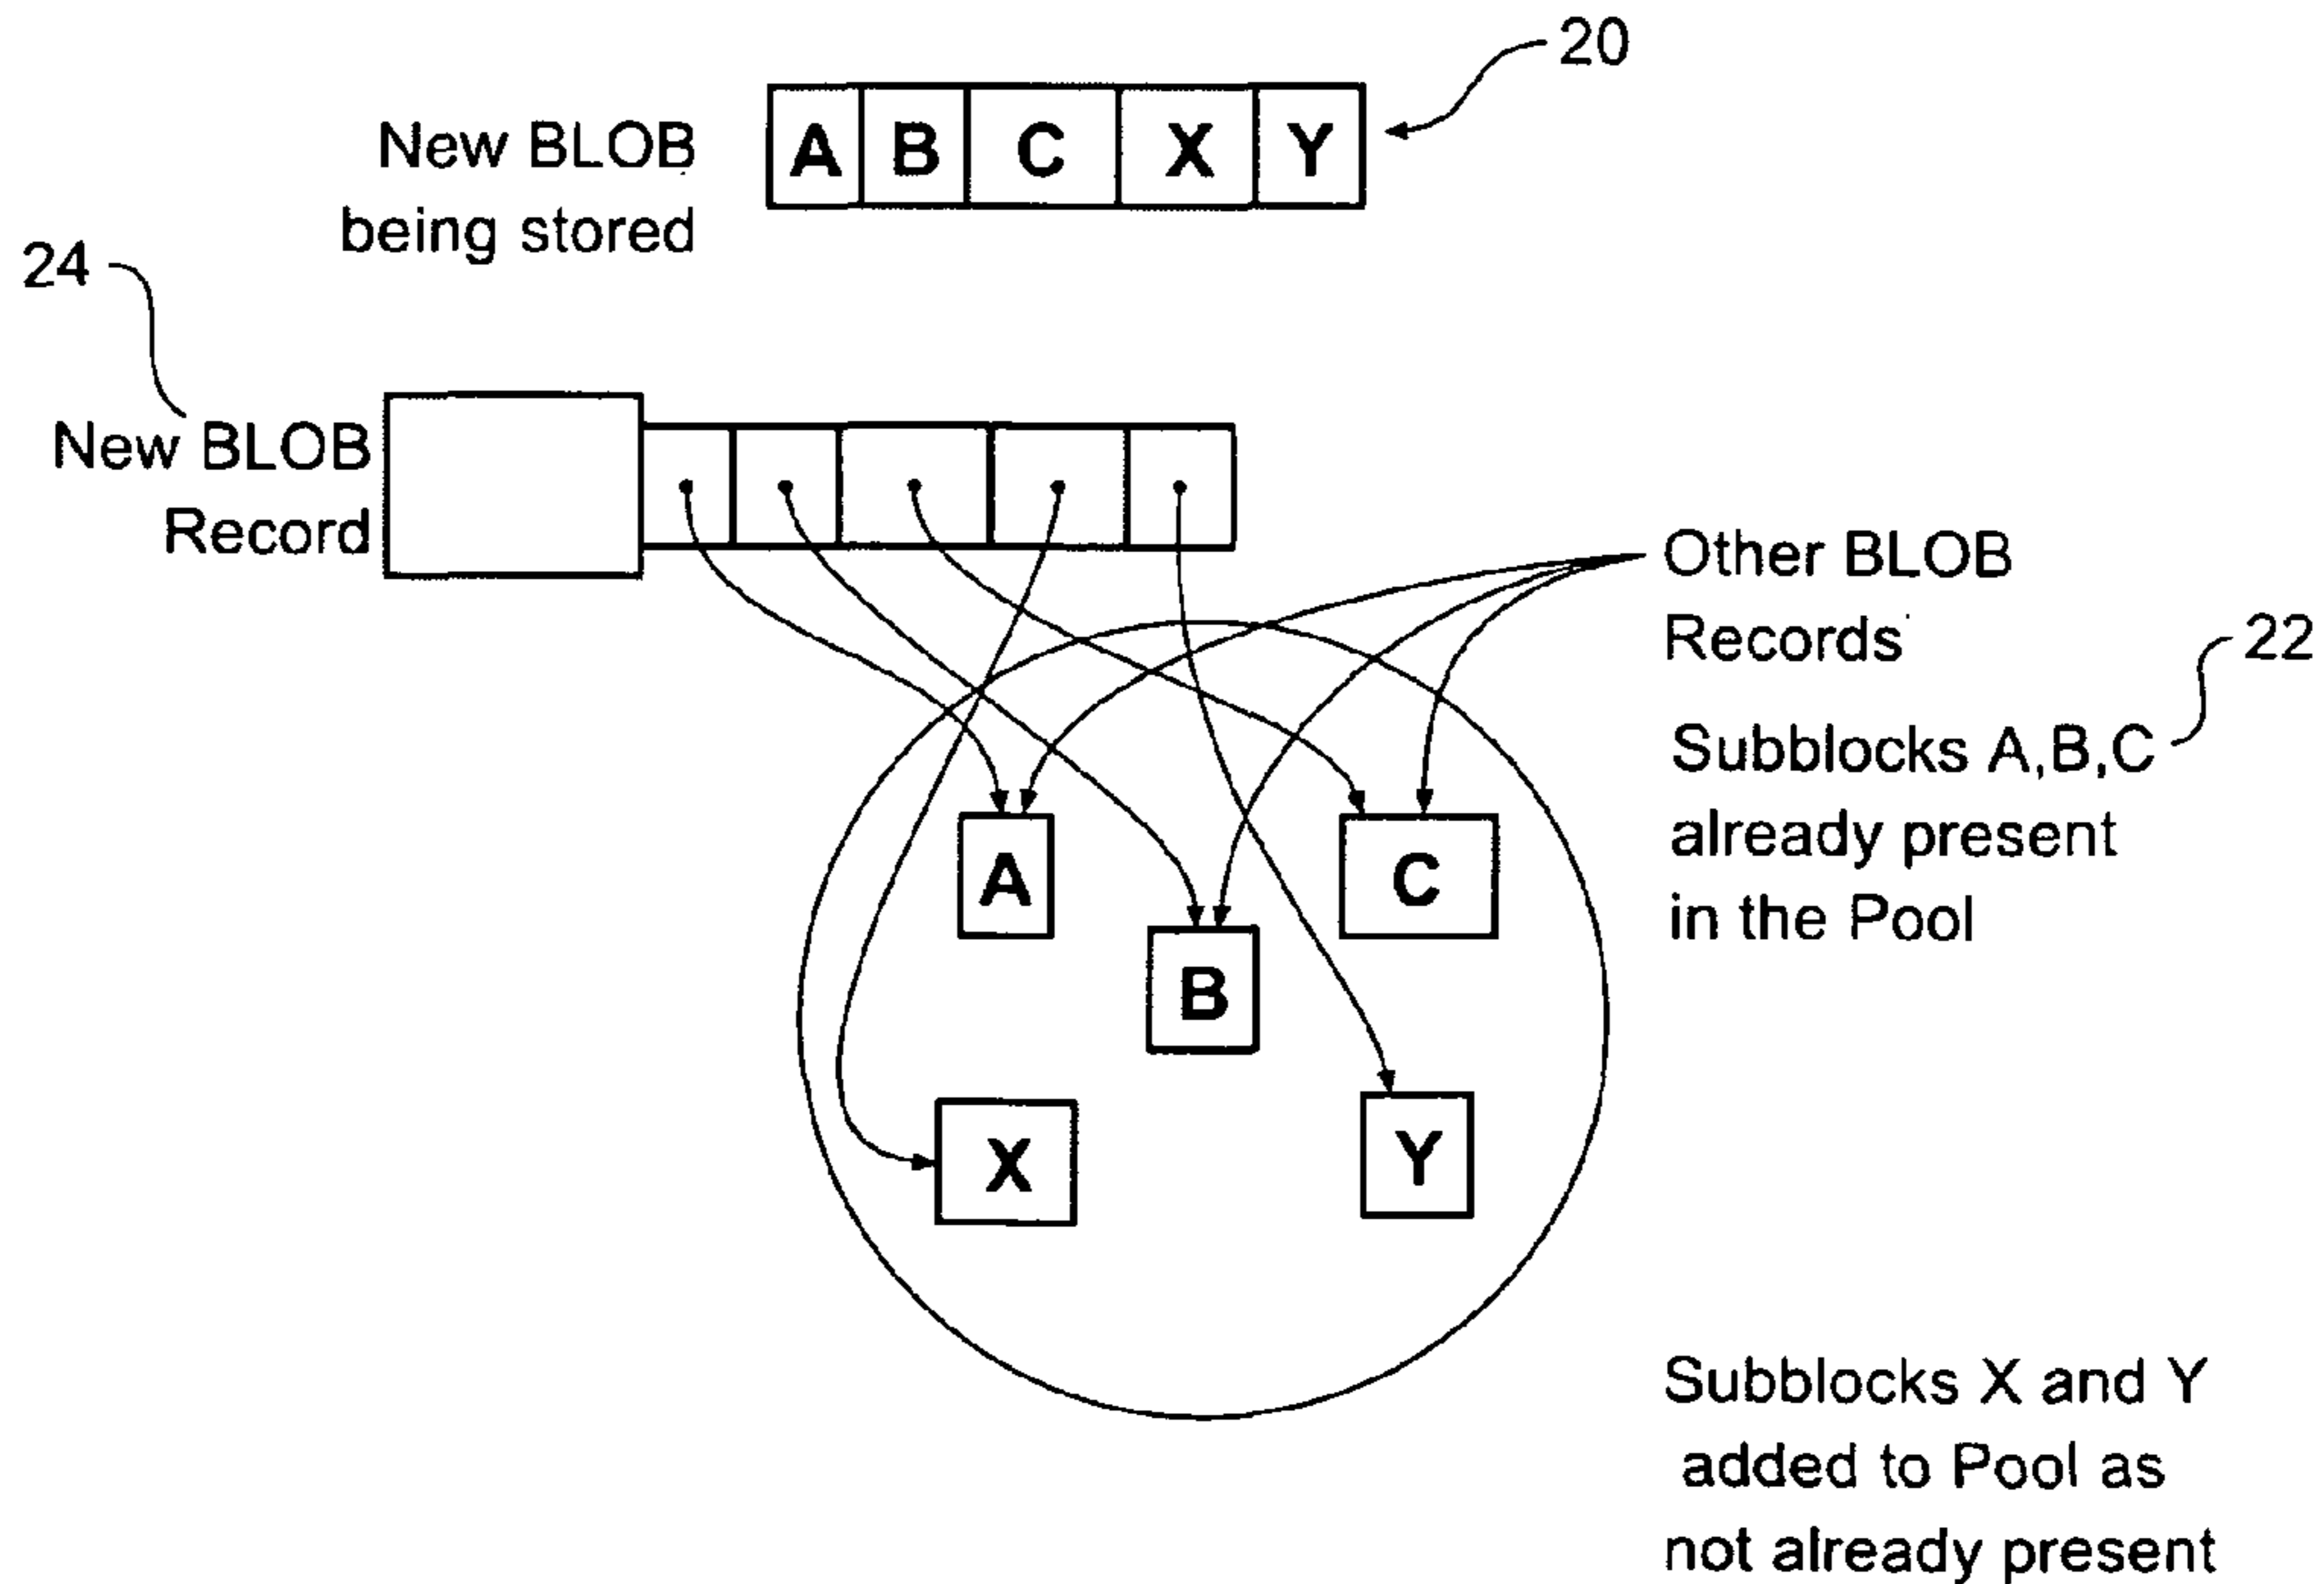 20
New BLOB
being stored
A B C X Y
24
New BLOB
Record
Other BLOB
Records
22
Subblocks A,B,C
already present
in the Pool
A
C
B
X
Y
Subblocks X and Y
added to Pool as
not already present